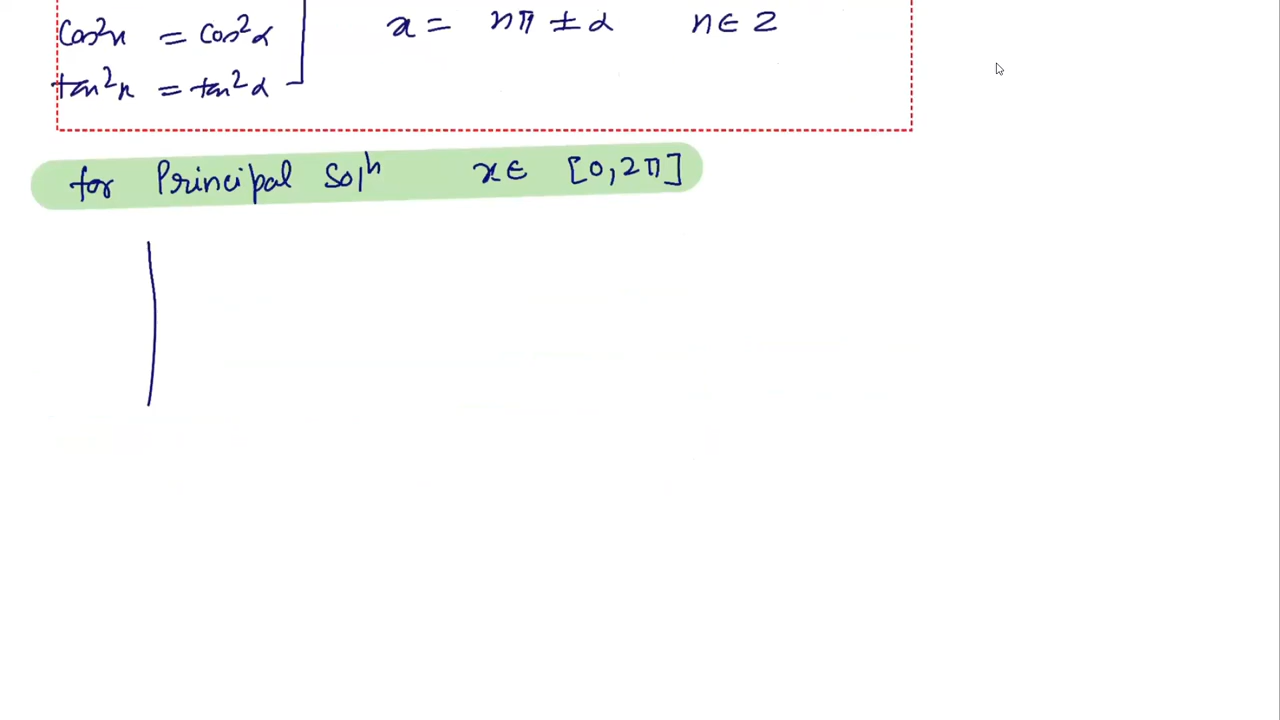 cos²x = cos²α x = nπ ± α n ∈ Z
tan²x = tan²α
for Principal Solⁿ x ∈ [0, 2π]